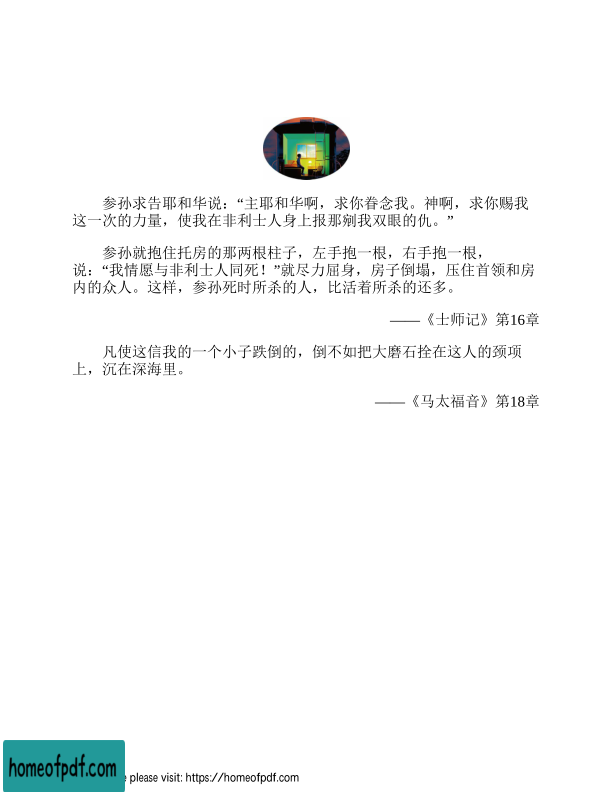 参孙求告耶和华说：“主耶和华啊，求你眷念我。神啊，求你赐我
这一次的力量，使我在非利士人身上报那剜我双眼的仇。”
参孙就抱住托房的那两根柱子，左手抱一根，右手抱一根，
说：“我情愿与非利士人同死！”就尽力屈身，房子倒塌，压住首领和房
内的众人。这样，参孙死时所杀的人，比活着所杀的还多。
——《士师记》第16章
凡使这信我的一个小子跌倒的，倒不如把大磨石拴在这人的颈项
上，沉在深海里。
——《马太福音》第18章
homeofpdf.com
please visit: https://homeofpdf.com